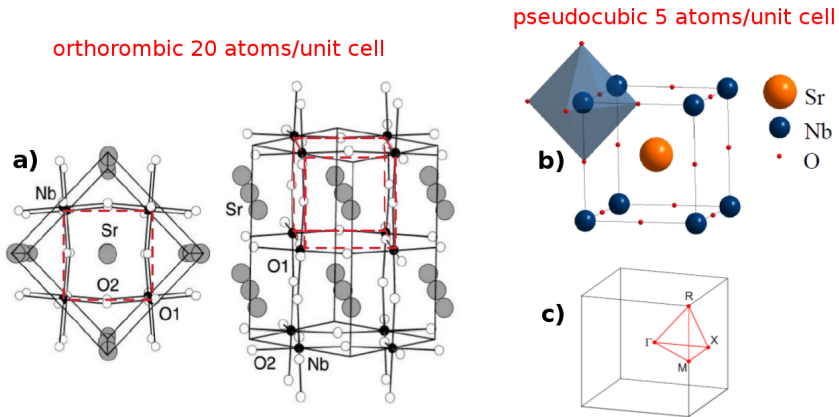 orthorombic 20 atoms/unit cell
pseudocubic 5 atoms/unit cell
a)
Nb
Sr
O2
O1
Sr
O1
O2
Nb
b)
Sr
Nb
O
c)
R
Γ
X
M